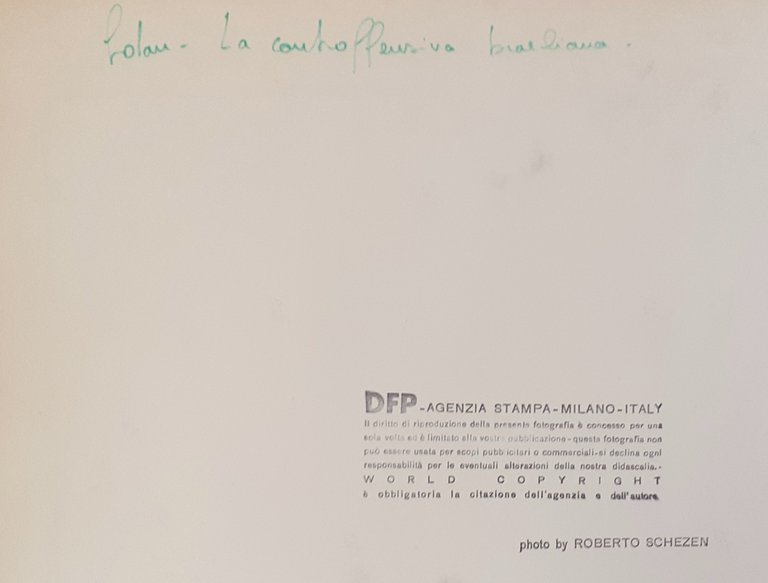 Golan - La controffensiva israeliana.
DFP-AGENZIA STAMPA-MILANO-ITALY
Il diritto di riproduzione della presente fotografia è concesso per una
sola volta ed è limitato alla vostra pubblicazione-questa fotografia non
può essere usata per scopi pubblicitari o commerciali-si declina ogni
responsabilità per le eventuali alterazioni della nostra didascalia.-
WORLD COPYRIGHT
è obbligatoria la citazione dell'agenzia e dell'autore.
photo by ROBERTO SCHEZEN